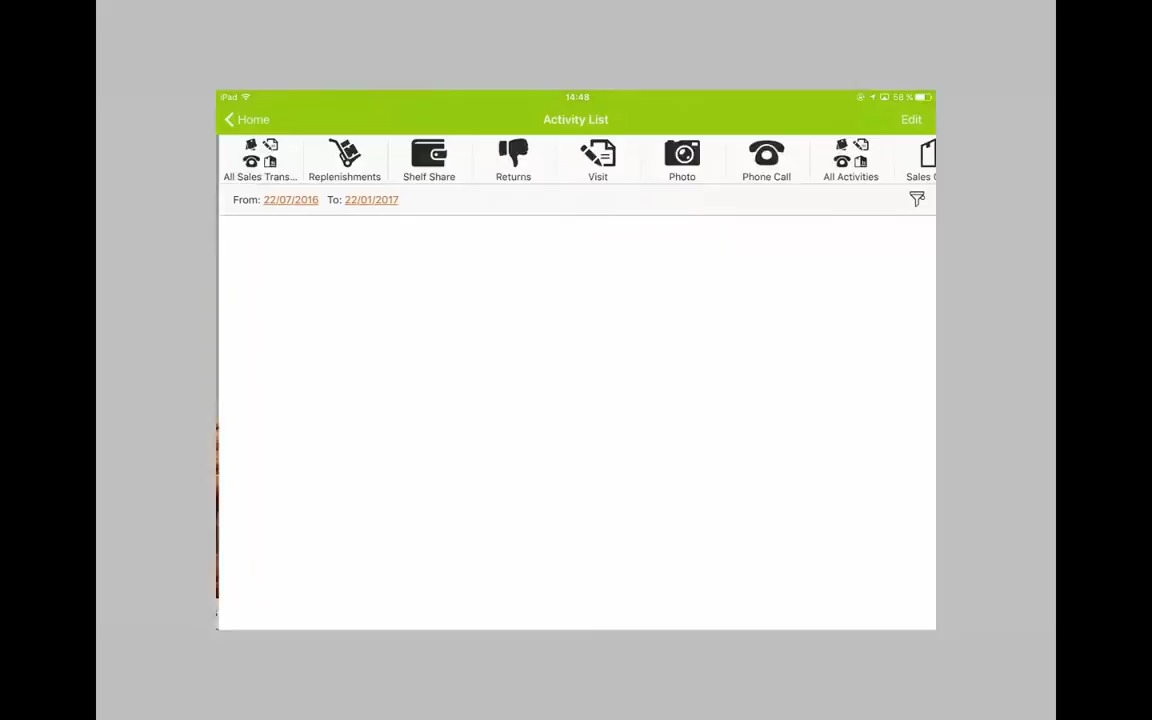 iPad 14:48 58 %
Home Activity List Edit
All Sales Trans... Replenishments Shelf Share Returns Visit Photo Phone Call All Activities Sales
From: 22/07/2016 To: 22/01/2017